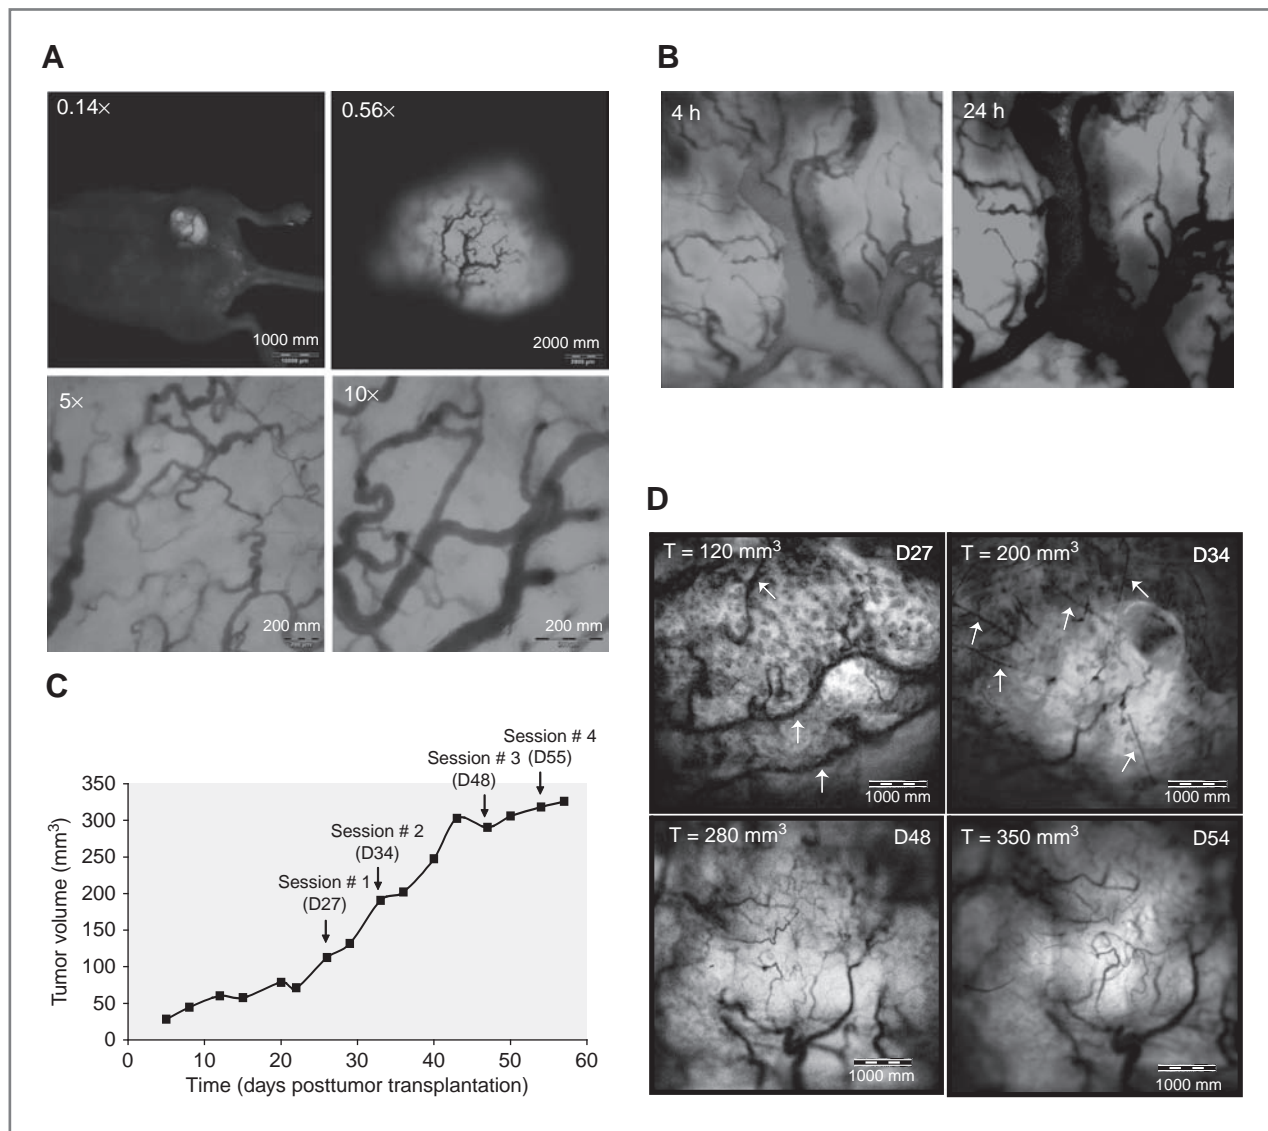 A
0.14×
1000 mm
0.56×
2000 mm
5×
200 mm
10×
200 mm
B
4 h
24 h
C
Session # 4
(D55)
Session # 3
(D48)
Session # 2
(D34)
Session # 1
(D27)
Tumor volume (mm³)
350
300
250
200
150
100
50
0
0 10 20 30 40 50 60
Time (days posttumor transplantation)
D
T = 120 mm³ D27
1000 mm
T = 200 mm³ D34
1000 mm
T = 280 mm³ D48
1000 mm
T = 350 mm³ D54
1000 mm